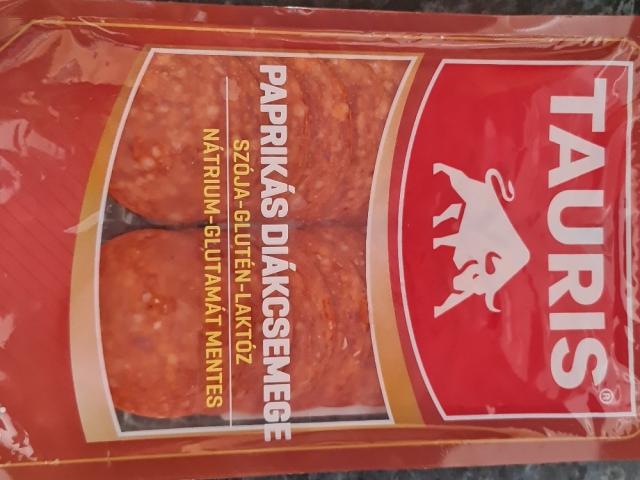 TAURIS®
PAPRIKÁS DIÁKCSEMEGE
SZÓJA-GLUTÉN-LAKTÓZ
NÁTRIUM-GLUTAMÁT MENTES